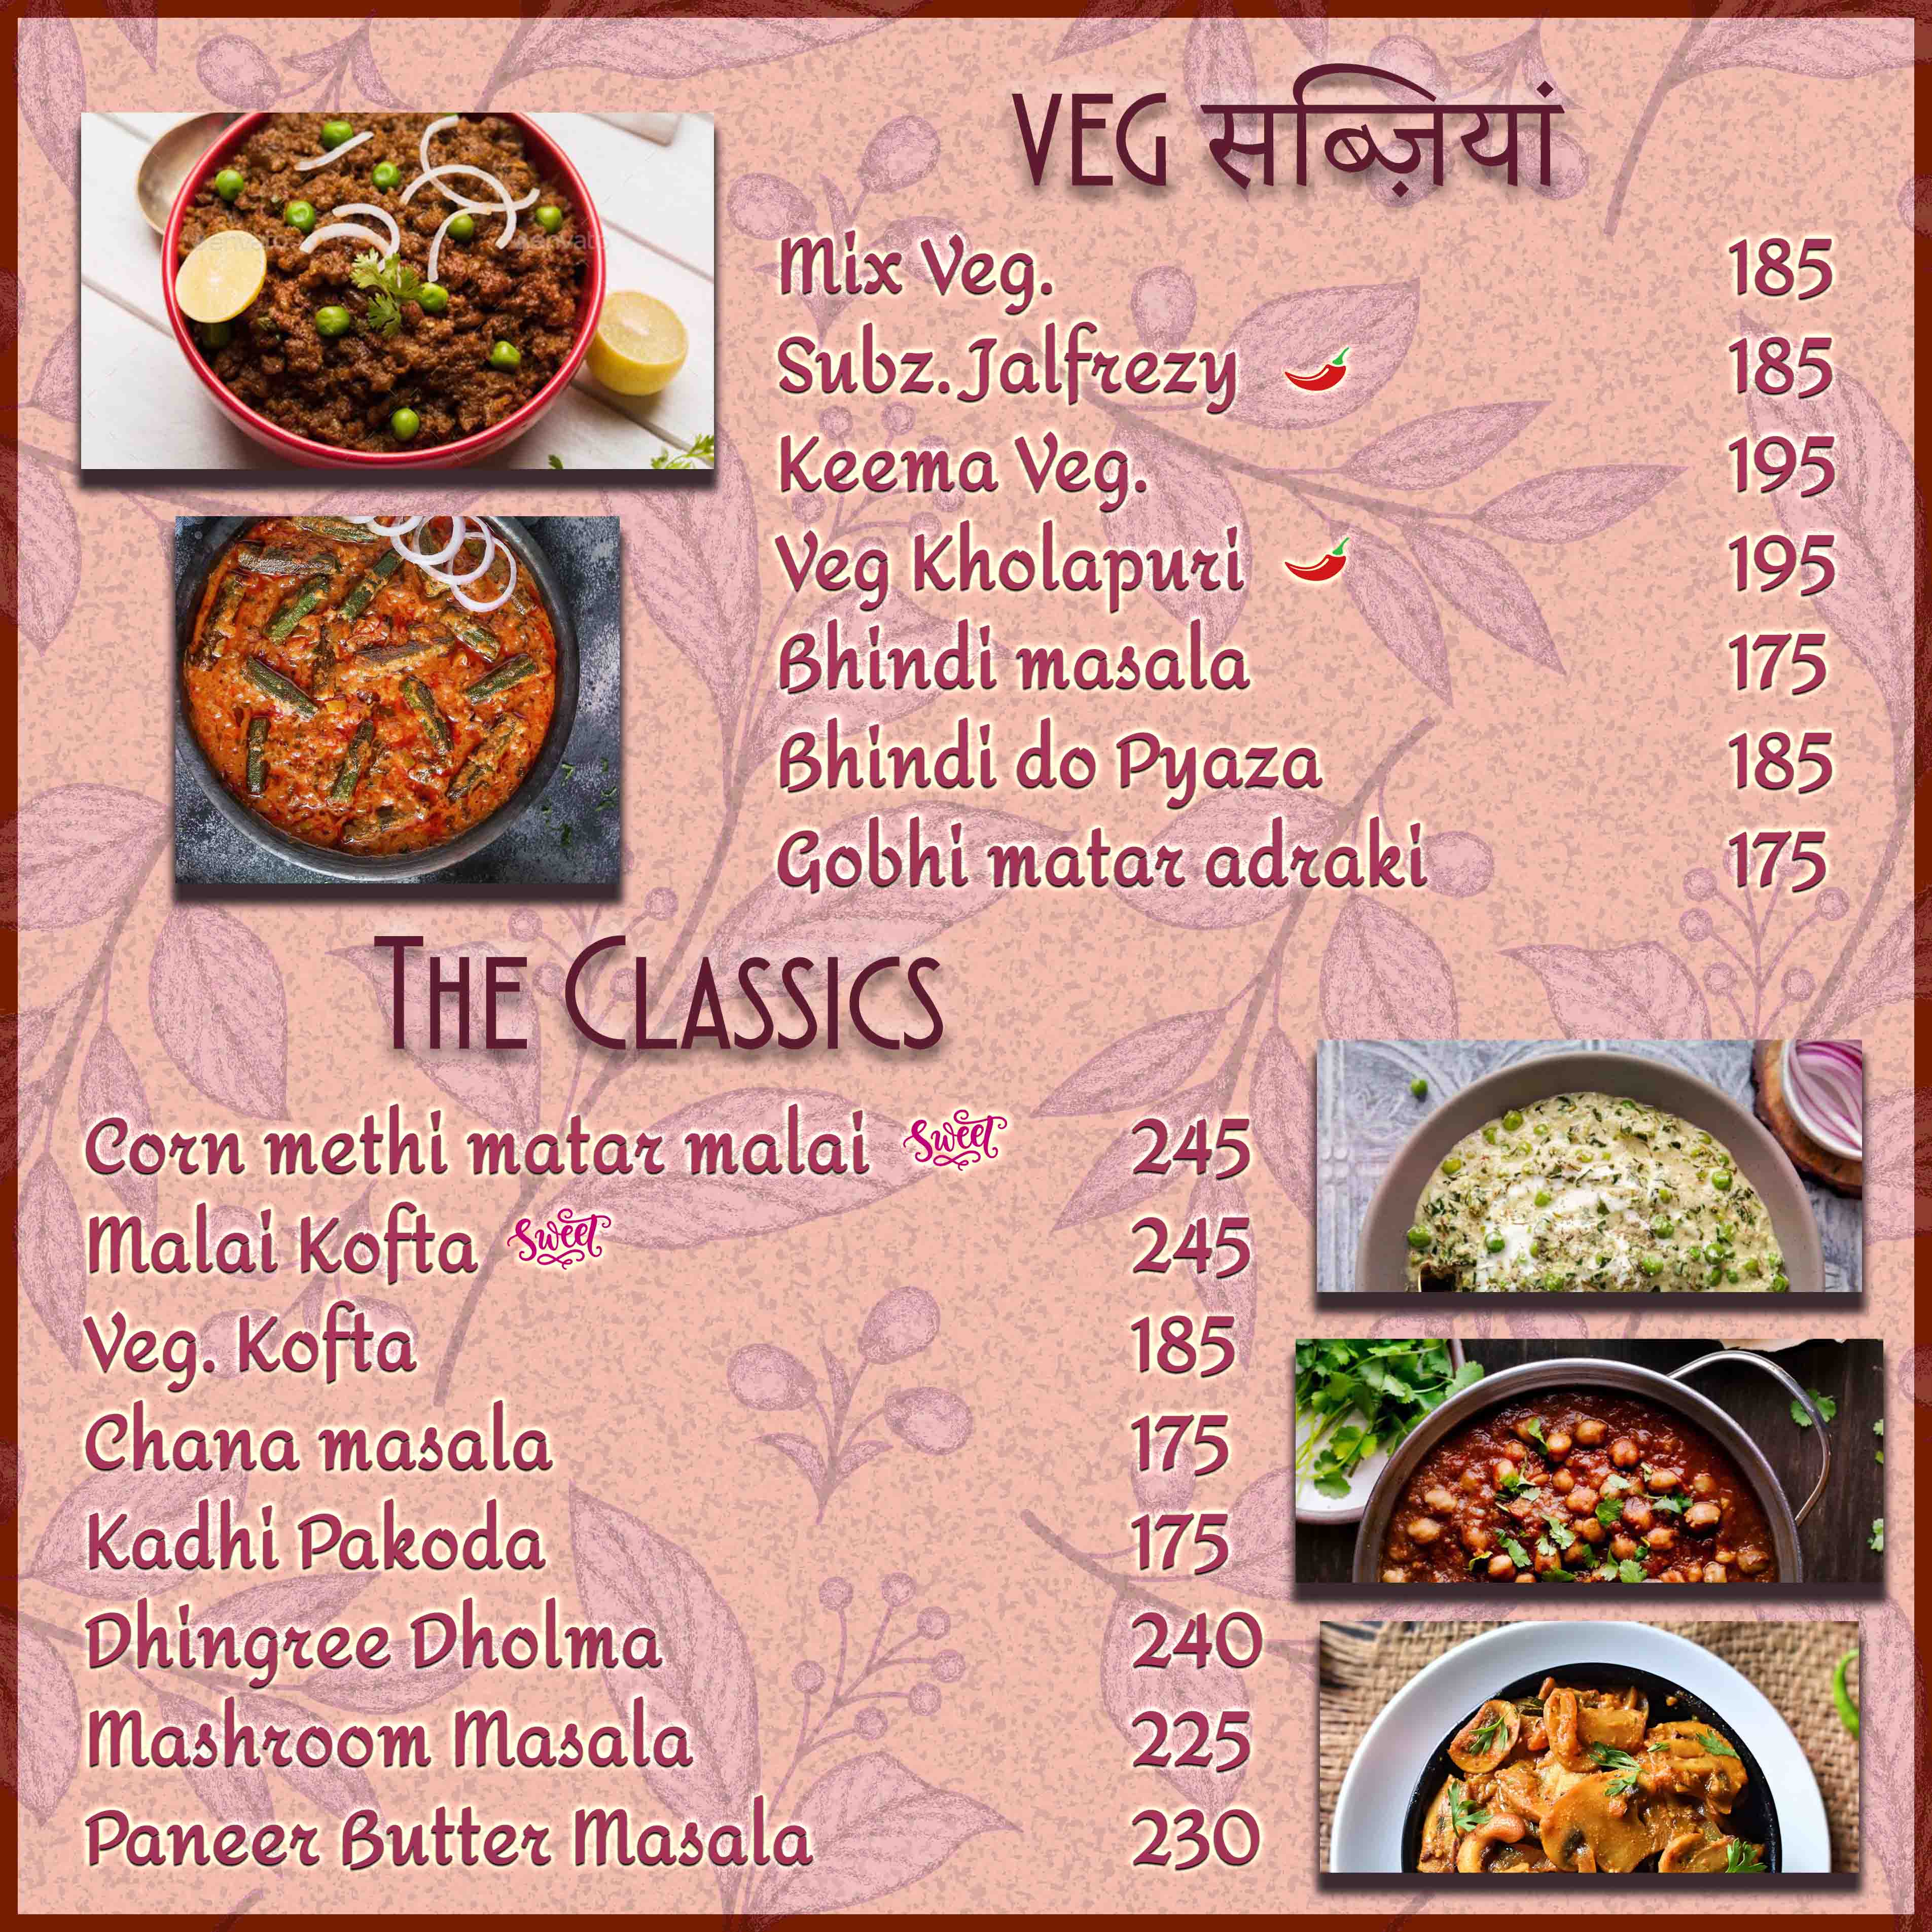 VEG सब्ज़ियां
Mix Veg. 185
Subz. Jalfrezy 185
Keema Veg. 195
Veg Kholapuri 195
Bhindi masala 175
Bhindi do Pyaza 185
Gobhi matar adraki 175
THE CLASSICS
Corn methi matar malai Sweet 245
Malai Kofta Sweet 245
Veg. Kofta 185
Chana masala 175
Kadhi Pakoda 175
Dhingree Dholma 240
Mashroom Masala 225
Paneer Butter Masala 230